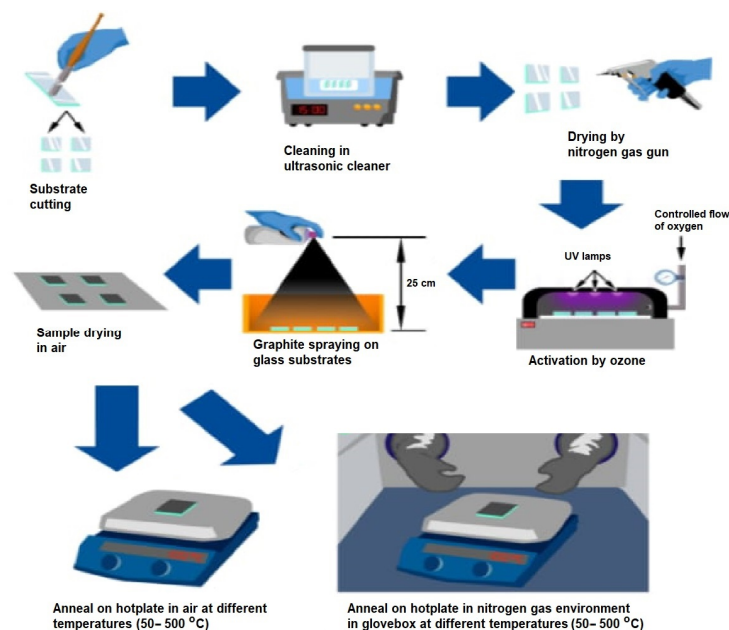 Substrate
cutting
15:00
Cleaning in
ultrasonic cleaner
Drying by
nitrogen gas gun
Controlled flow
of oxygen
UV lamps
Activation by ozone
25 cm
Graphite spraying on
glass substrates
Sample drying
in air
Anneal on hotplate in air at different
temperatures (50– 500 °C)
Anneal on hotplate in nitrogen gas environment
in glovebox at different temperatures (50– 500 °C)